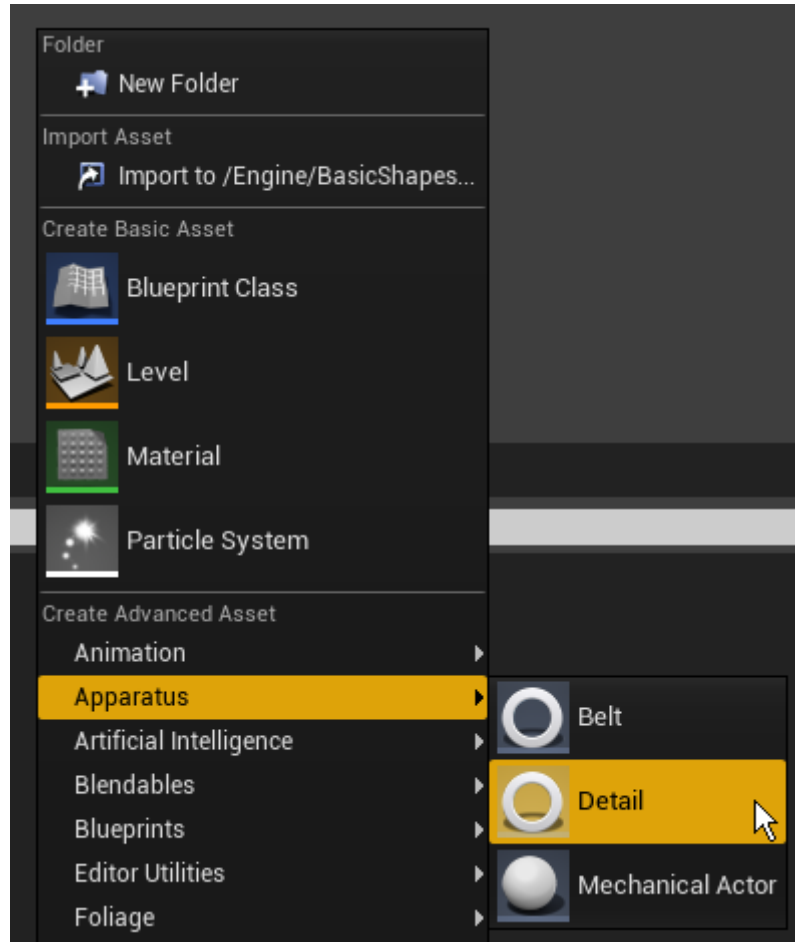 Folder
New Folder
Import Asset
Import to /Engine/BasicShapes...
Create Basic Asset
Blueprint Class
Level
Material
Particle System
Create Advanced Asset
Animation
Apparatus
Artificial Intelligence
Blendables
Blueprints
Editor Utilities
Foliage
Belt
Detail
Mechanical Actor